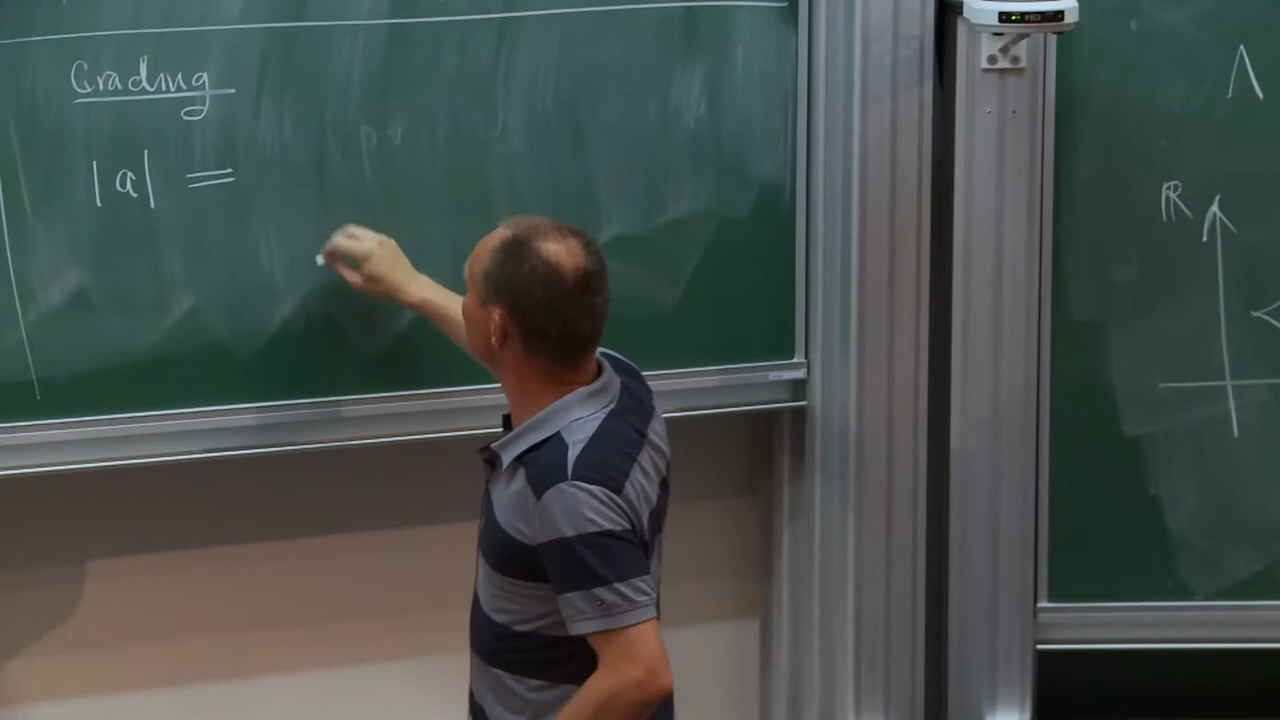 Grading
|a| =
Λ
ℝ